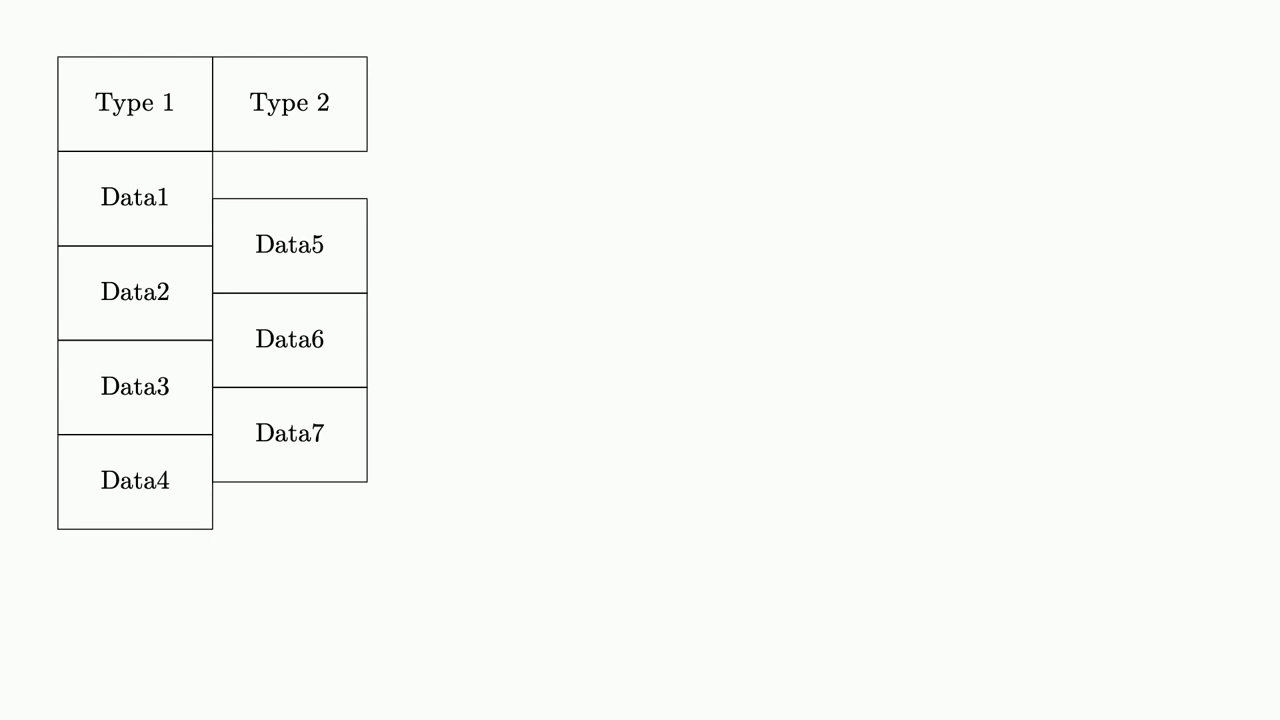 Type 1 Type 2
Data1
Data5
Data2
Data6
Data3
Data7
Data4